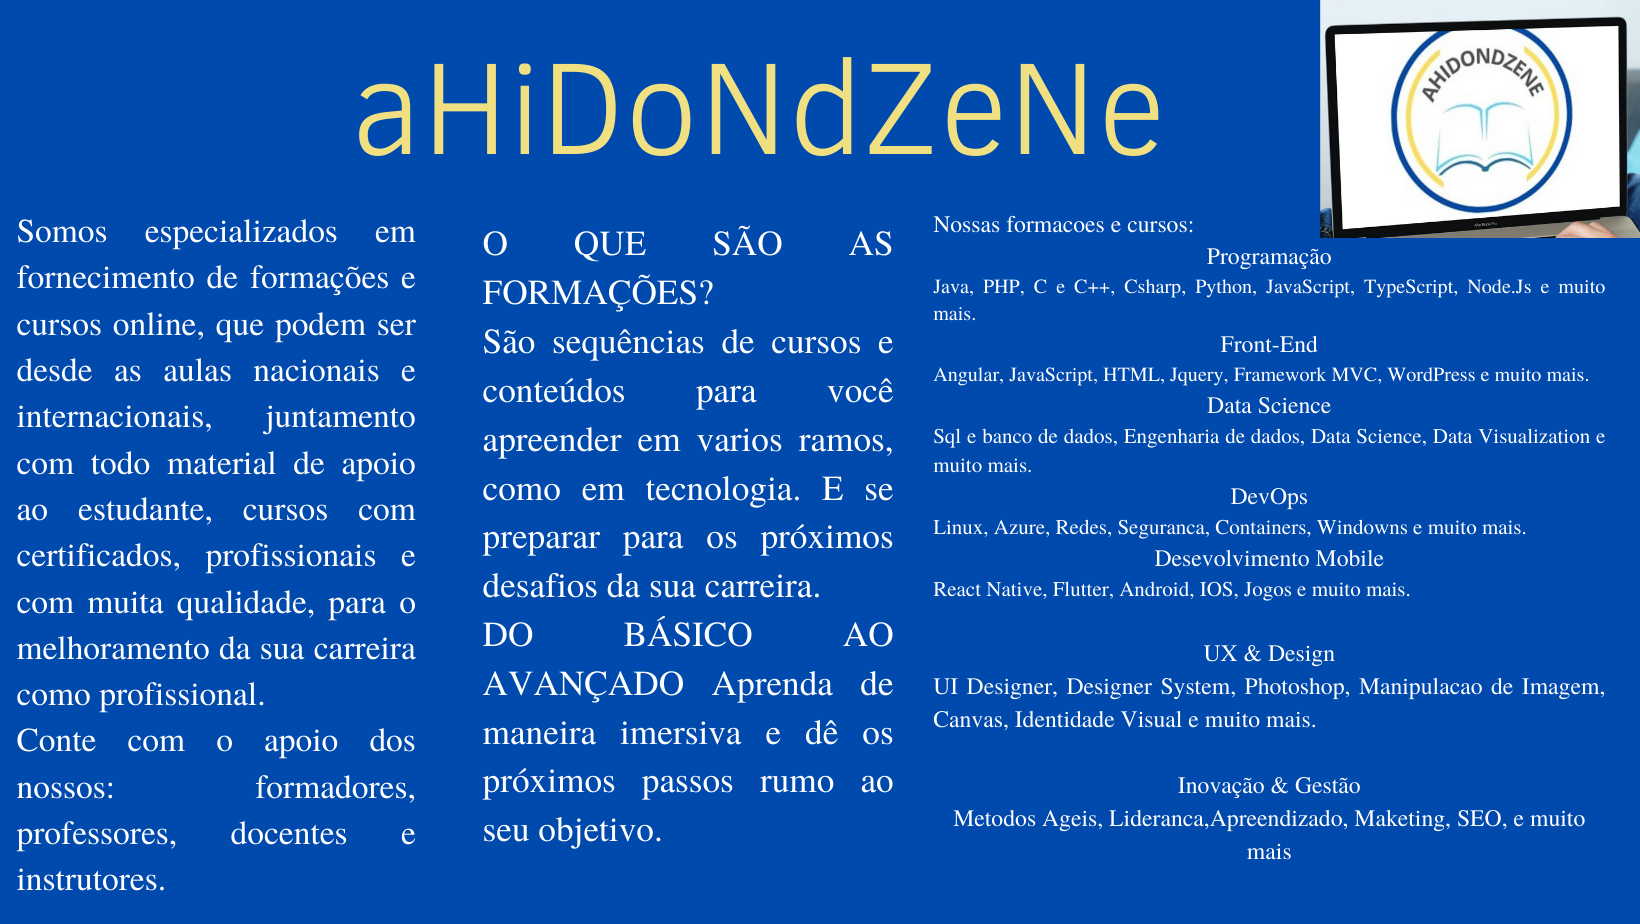 aHiDoNdZeNe
AHIDONDZENE
Somos especializados em
fornecimento de formações e
cursos online, que podem ser
desde as aulas nacionais e
internacionais, juntamento
com todo material de apoio
ao estudante, cursos com
certificados, profissionais e
com muita qualidade, para o
melhoramento da sua carreira
como profissional.
Conte com o apoio dos
nossos: formadores,
professores, docentes e
instrutores.
O QUE SÃO AS
FORMAÇÕES?
São sequências de cursos e
conteúdos para você
apreender em varios ramos,
como em tecnologia. E se
preparar para os próximos
desafios da sua carreira.
DO BÁSICO AO
AVANÇADO Aprenda de
maneira imersiva e dê os
próximos passos rumo ao
seu objetivo.
Nossas formacoes e cursos:
Programação
Java, PHP, C e C++, Csharp, Python, JavaScript, TypeScript, Node.Js e muito
mais.
Front-End
Angular, JavaScript, HTML, Jquery, Framework MVC, WordPress e muito mais.
Data Science
Sql e banco de dados, Engenharia de dados, Data Science, Data Visualization e
muito mais.
DevOps
Linux, Azure, Redes, Seguranca, Containers, Windowns e muito mais.
Desevolvimento Mobile
React Native, Flutter, Android, IOS, Jogos e muito mais.
UX & Design
UI Designer, Designer System, Photoshop, Manipulacao de Imagem,
Canvas, Identidade Visual e muito mais.
Inovação & Gestão
Metodos Ageis, Lideranca,Apreendizado, Maketing, SEO, e muito
mais